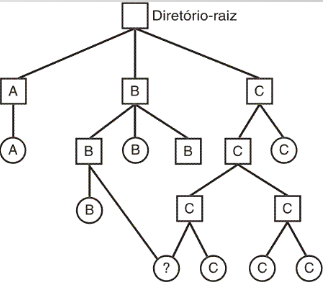 Diretório-raiz
A B C
A B B B C C
B C C
? C C C